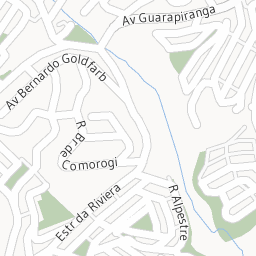 Av Guarapiranga
Av Bernardo Goldfarb
R Br de
Comorogi
Estr da Riviera
R Alpestre